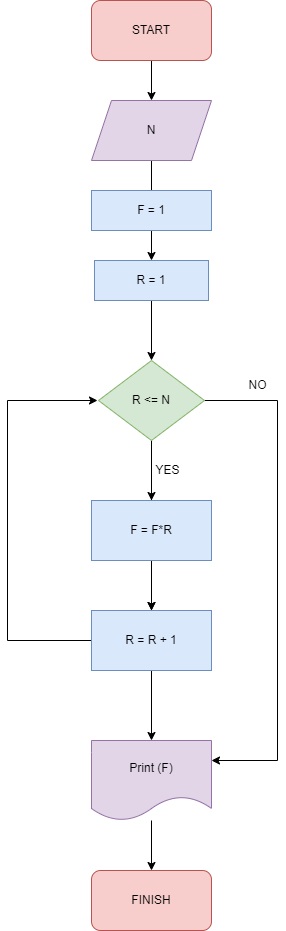 START
N
F = 1
R = 1
R <= N
NO
YES
F = F*R
R = R + 1
Print (F)
FINISH